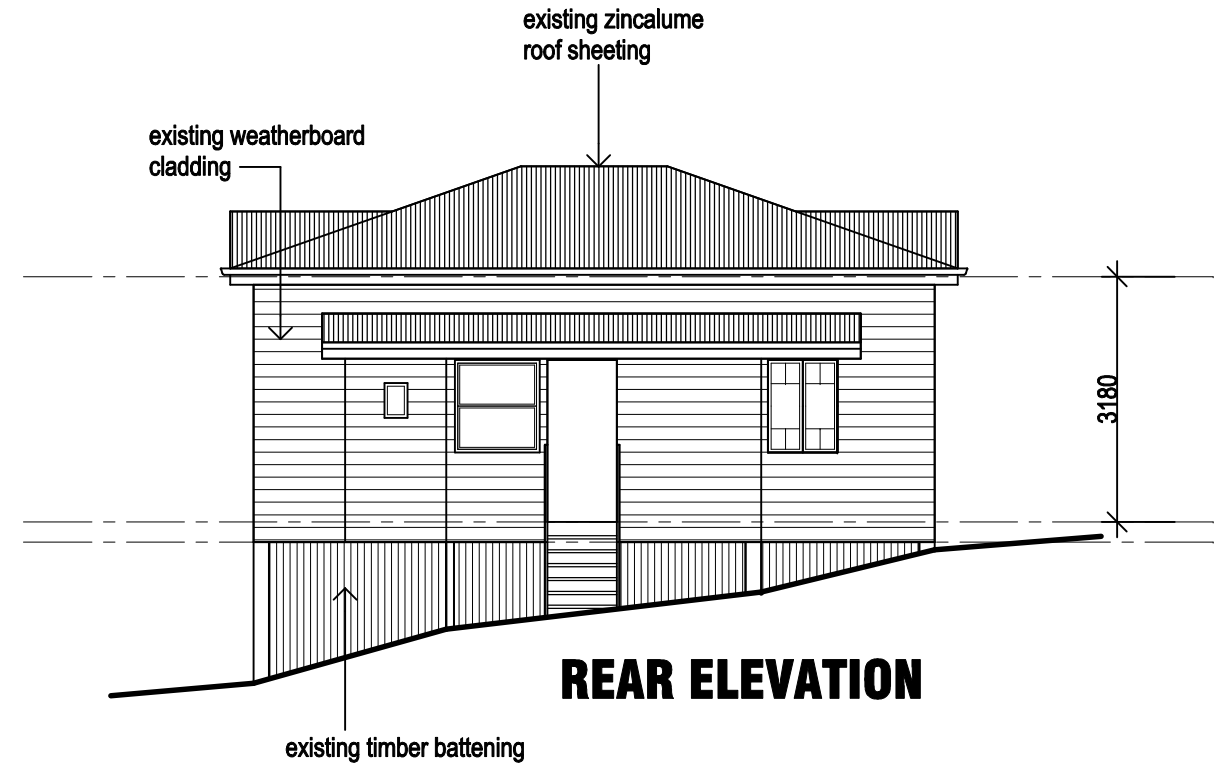 existing zincalume
roof sheeting
existing weatherboard
cladding
3180
REAR ELEVATION
existing timber battening